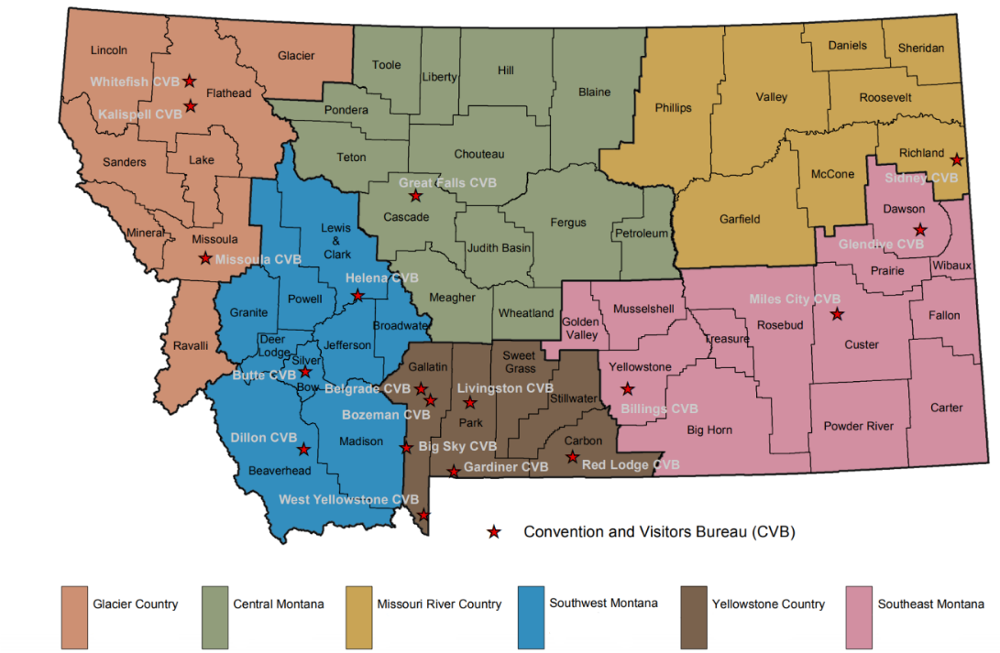 Lincoln
Glacier
Toole
Liberty
Hill
Blaine
Phillips
Valley
Daniels
Sheridan
Whitefish CVB
Flathead
Kalispell CVB
Pondera
Roosevelt
Sanders
Lake
Teton
Chouteau
McCone
Richland
Sidney CVB
Great Falls CVB
Cascade
Judith Basin
Fergus
Petroleum
Garfield
Dawson
Glendive CVB
Mineral
Missoula
Missoula CVB
Lewis
&
Clark
Helena CVB
Prairie
Wibaux
Granite
Powell
Broadwater
Meagher
Wheatland
Golden
Valley
Musselshell
Miles City CVB
Rosebud
Treasure
Custer
Fallon
Ravalli
Deer
Lodge
Silver
Bow
Jefferson
Butte CVB
Gallatin
Belgrade CVB
Bozeman CVB
Sweet
Grass
Livingston CVB
Park
Stillwater
Yellowstone
Billings CVB
Big Horn
Powder River
Carter
Dillon CVB
Beaverhead
Madison
Big Sky CVB
Gardiner CVB
Carbon
Red Lodge CVB
West Yellowstone CVB
Convention and Visitors Bureau (CVB)
Glacier Country
Central Montana
Missouri River Country
Southwest Montana
Yellowstone Country
Southeast Montana